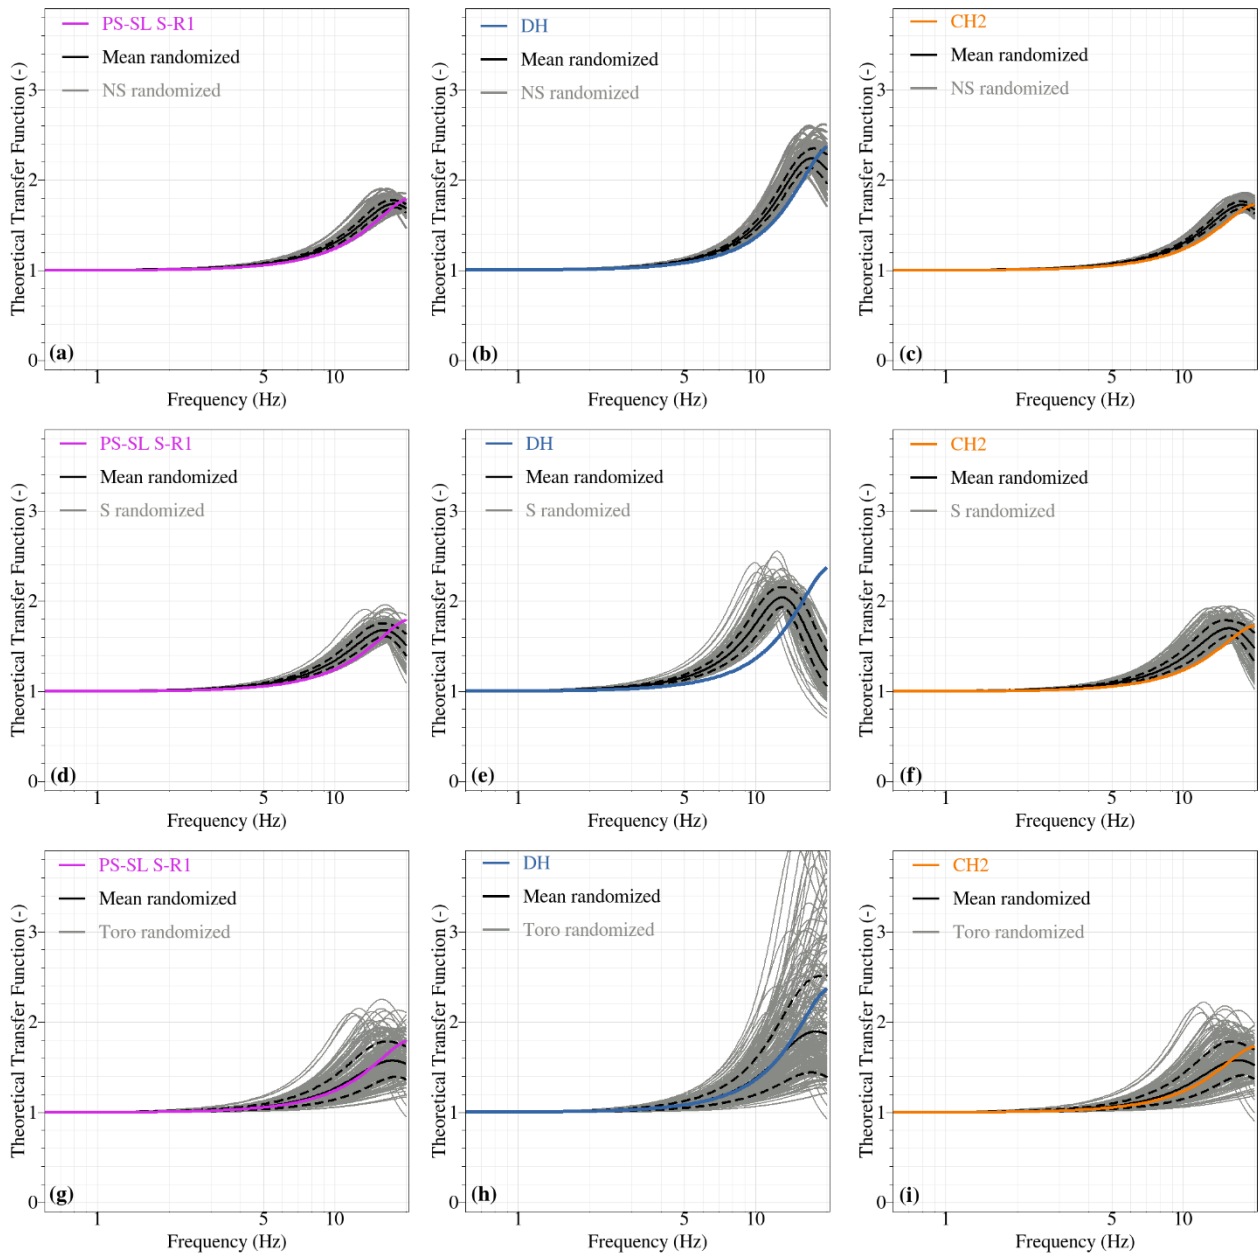 PS-SL S-R1
Mean randomized
NS randomized
Theoretical Transfer Function (-)
3
2
1
0
(a)
1
5
10
Frequency (Hz)
DH
Mean randomized
NS randomized
Theoretical Transfer Function (-)
3
2
1
0
(b)
1
5
10
Frequency (Hz)
CH2
Mean randomized
NS randomized
Theoretical Transfer Function (-)
3
2
1
0
(c)
1
10
Frequency (Hz)
PS-SL S-R1
Mean randomized
S randomized
Theoretical Transfer Function (-)
3
2
1
0
(d)
1
5
10
Frequency (Hz)
DH
Mean randomized
S randomized
Theoretical Transfer Function (-)
3
2
1
0
(e)
1
5
10
Frequency (Hz)
CH2
Mean randomized
S randomized
Theoretical Transfer Function (-)
3
2
1
0
(f)
1
10
Frequency (Hz)
PS-SL S-R1
Mean randomized
Toro randomized
Theoretical Transfer Function (-)
3
2
1
0
(g)
1
5
10
Frequency (Hz)
DH
Mean randomized
Toro randomized
Theoretical Transfer Function (-)
3
2
1
0
(h)
1
5
10
Frequency (Hz)
CH2
Mean randomized
Toro randomized
Theoretical Transfer Function (-)
3
2
1
0
(i)
1
10
Frequency (Hz)